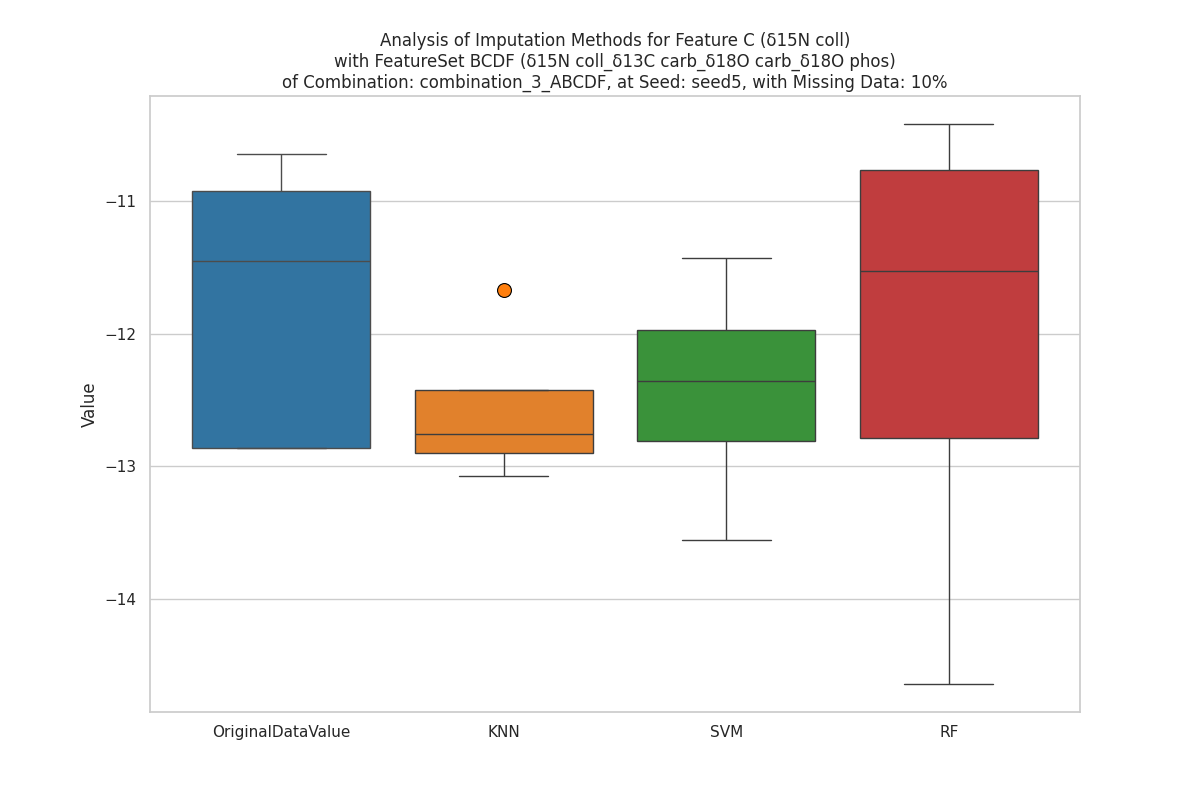 Analysis of Imputation Methods for Feature C (δ15N coll)
with FeatureSet BCDF (δ15N coll_δ13C carb_δ18O carb_δ18O phos)
of Combination: combination_3_ABCDF, at Seed: seed5, with Missing Data: 10%
Value
−11
−12
−13
−14
OriginalDataValue
KNN
SVM
RF